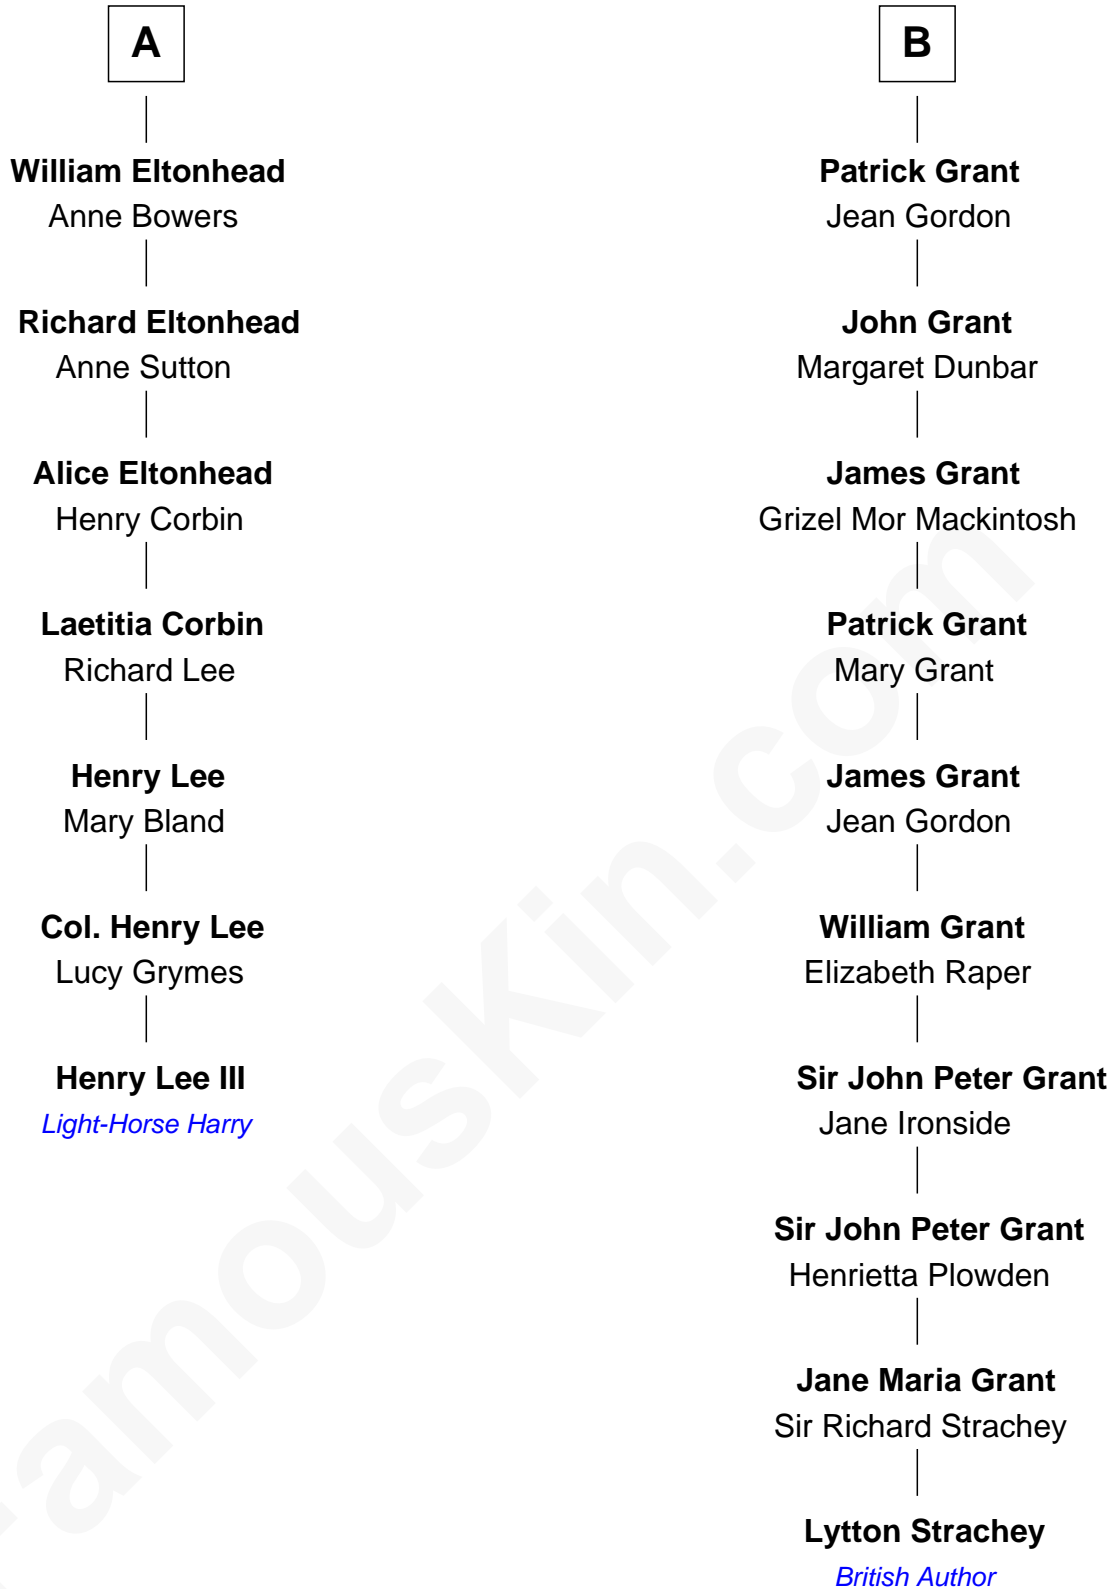 A
William Eltonhead
Anne Bowers
Richard Eltonhead
Anne Sutton
Alice Eltonhead
Henry Corbin
Laetitia Corbin
Richard Lee
Henry Lee
Mary Bland
Col. Henry Lee
Lucy Grymes
Henry Lee III
Light-Horse Harry
B
Patrick Grant
Jean Gordon
John Grant
Margaret Dunbar
James Grant
Grizel Mor Mackintosh
Patrick Grant
Mary Grant
James Grant
Jean Gordon
William Grant
Elizabeth Raper
Sir John Peter Grant
Jane Ironside
Sir John Peter Grant
Henrietta Plowden
Jane Maria Grant
Sir Richard Strachey
Lytton Strachey
British Author
FamousKin.com